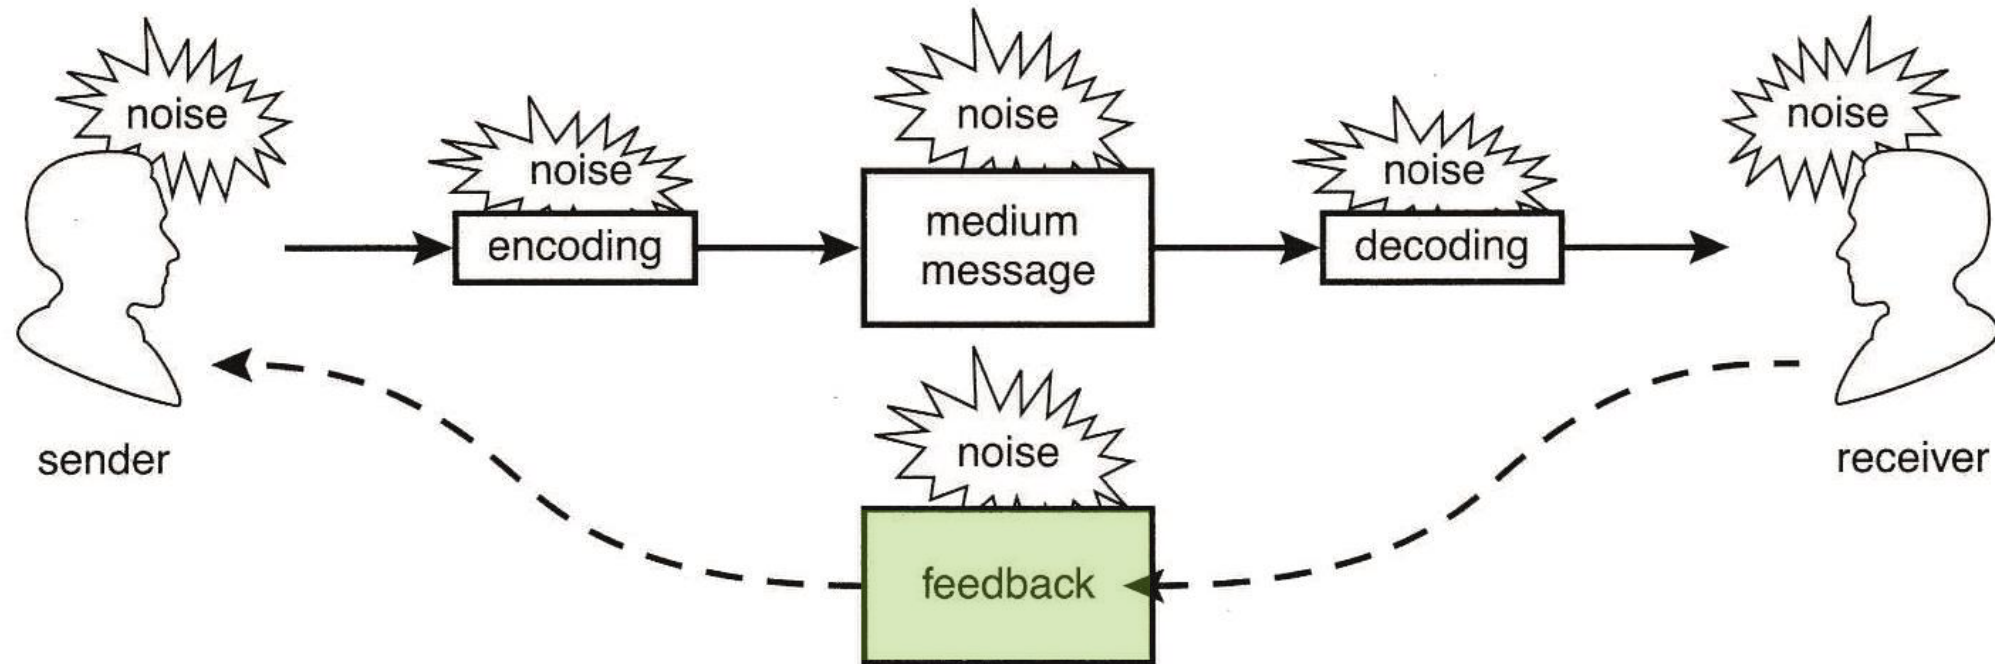 noise
noise
noise
noise
noise
encoding
medium
message
decoding
sender
noise
receiver
feedback